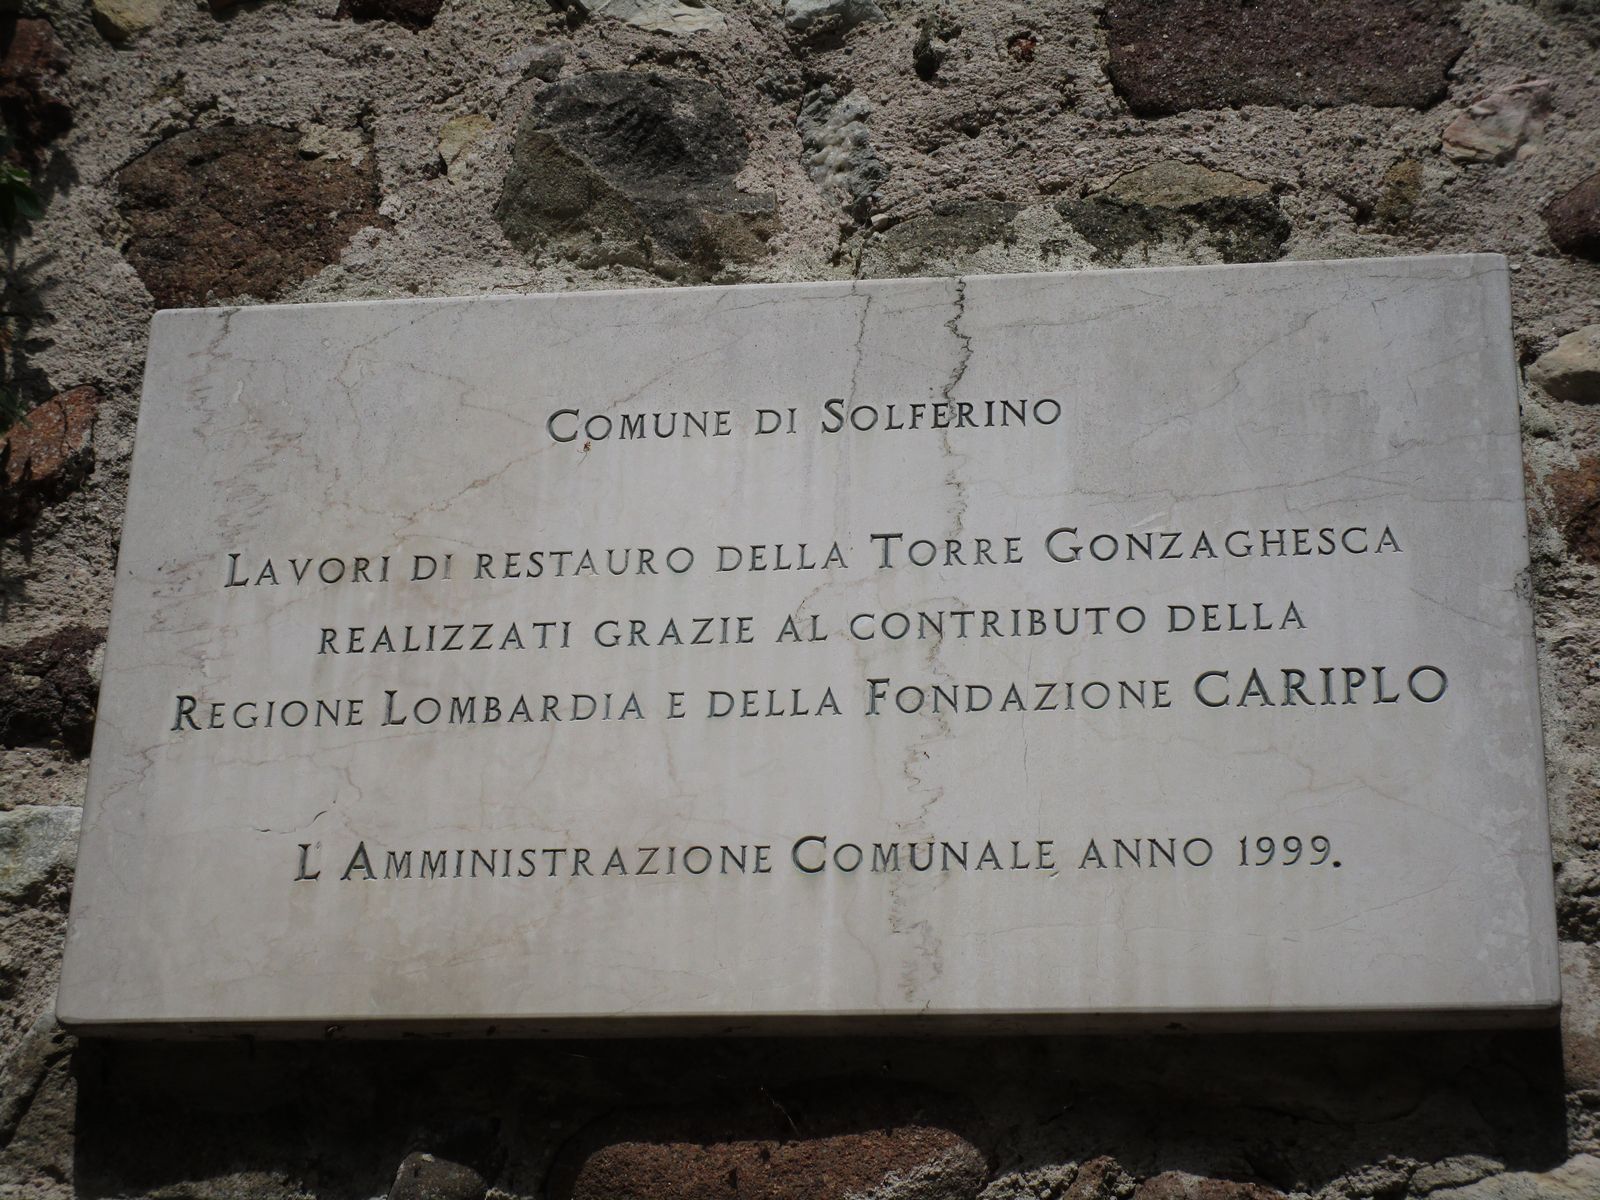 Comune di Solferino
Lavori di restauro della Torre Gonzaghesca
realizzati grazie al contributo della
Regione Lombardia e della Fondazione CARIPLO
L'Amministrazione Comunale anno 1999.